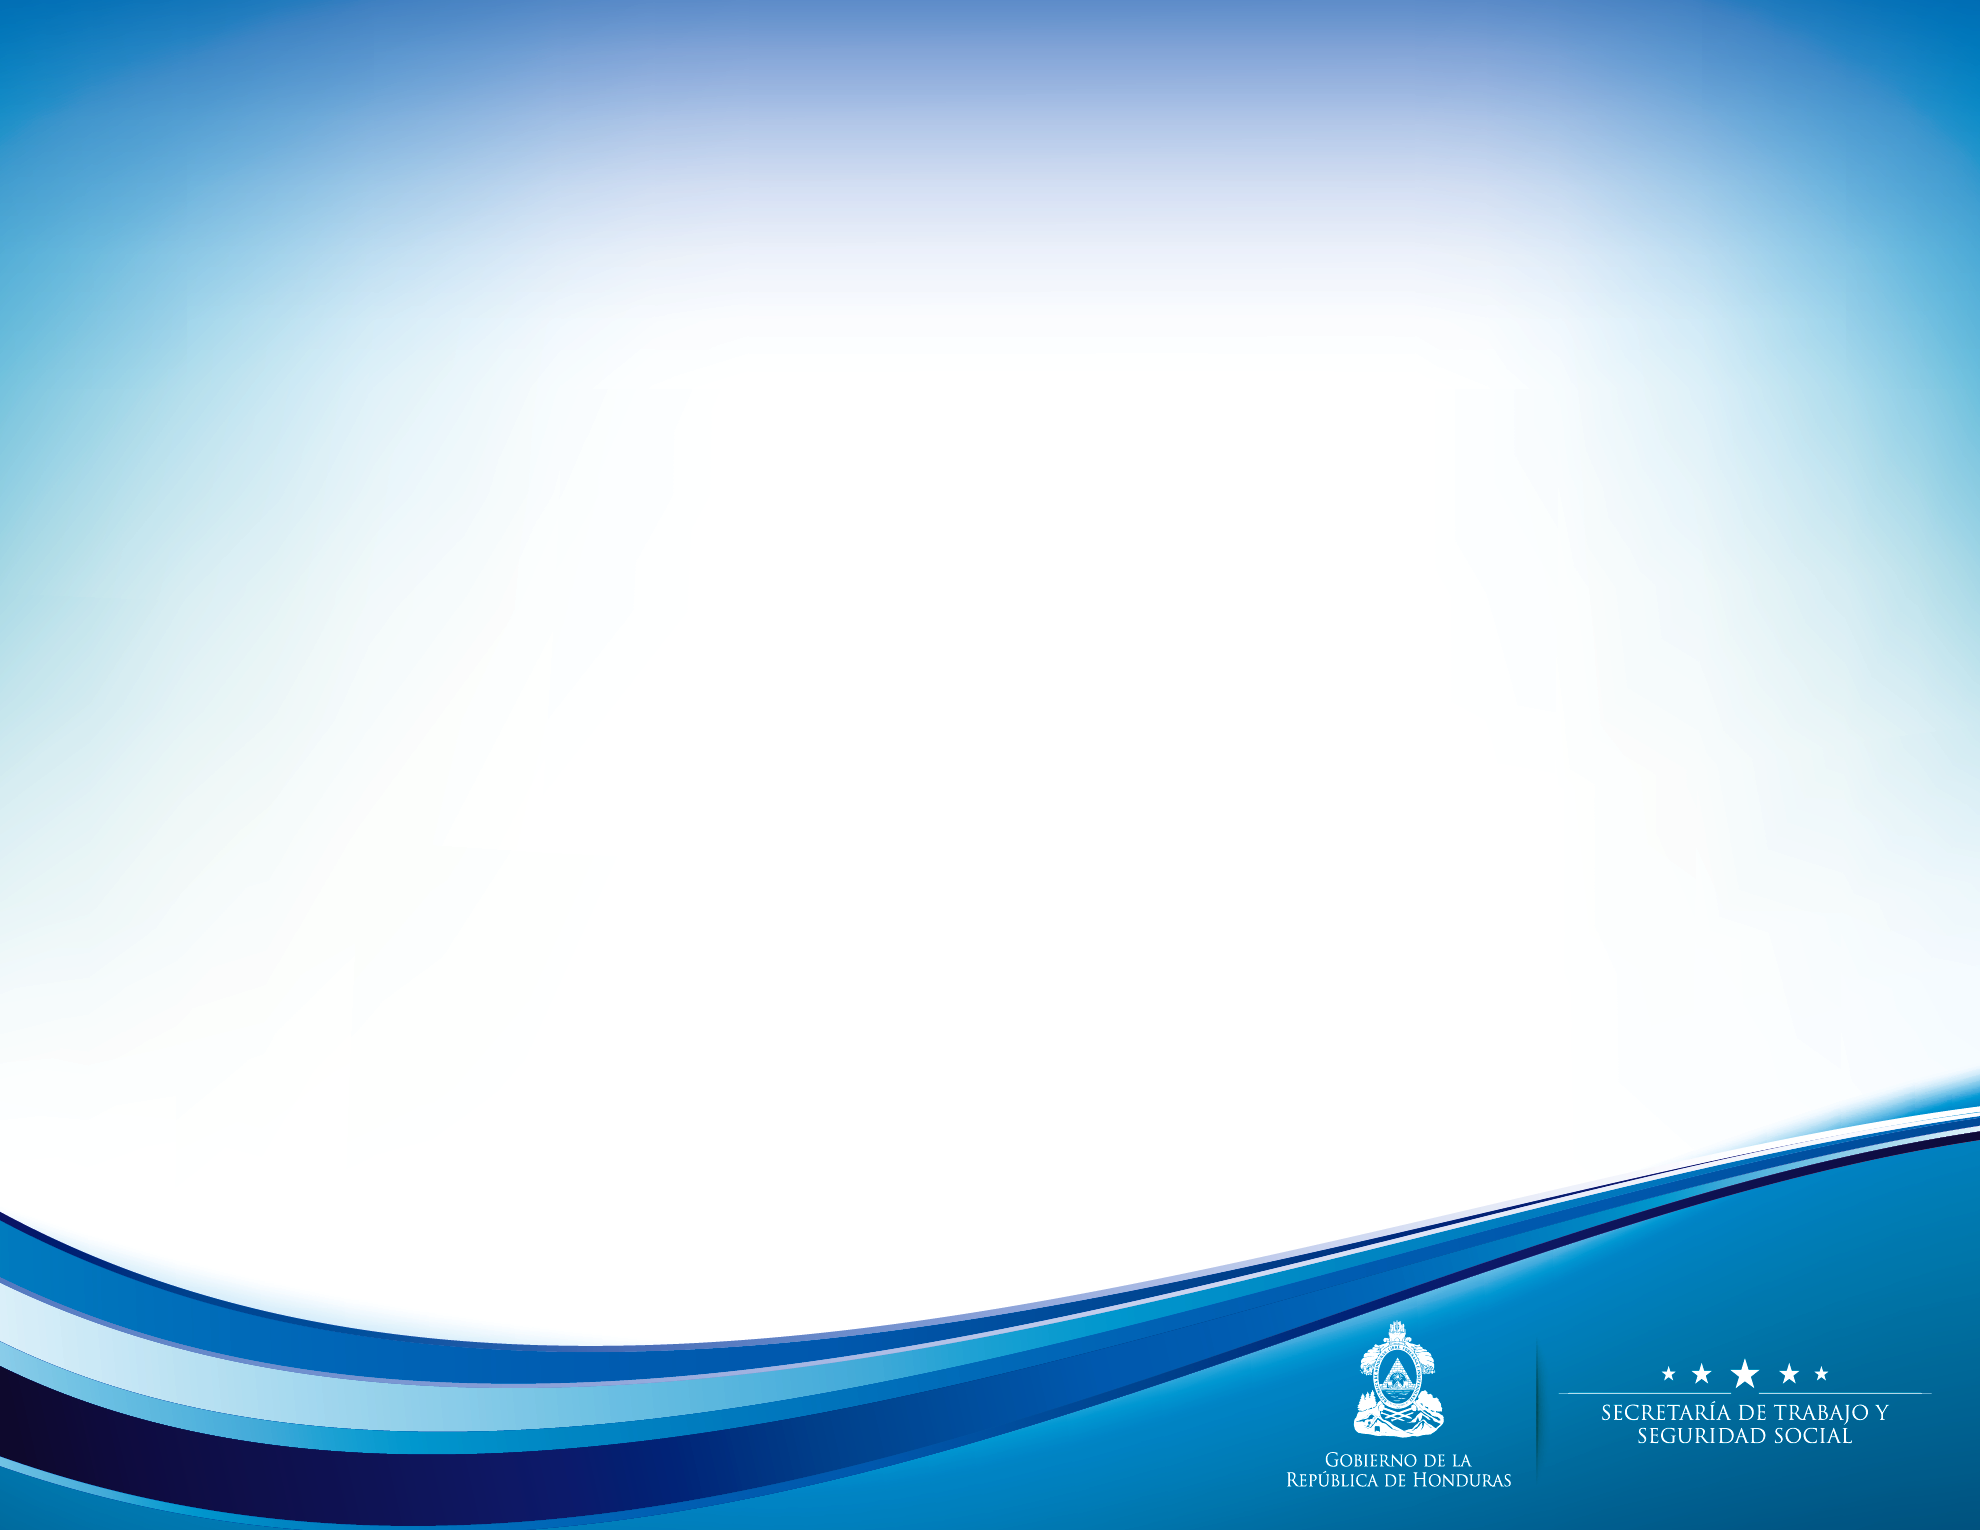 GOBIERNO DE LA
REPÚBLICA DE HONDURAS
SECRETARÍA DE TRABAJO Y
SEGURIDAD SOCIAL